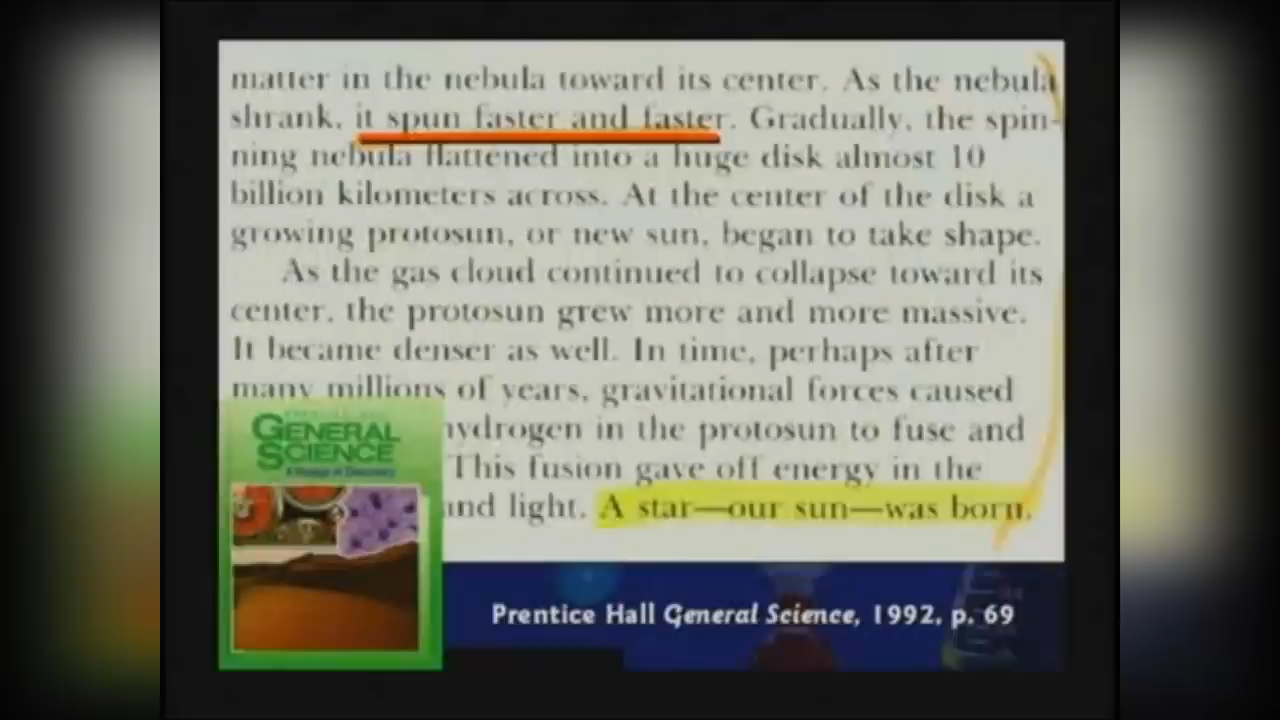 matter in the nebula toward its center. As the nebula
shrank, it spun faster and faster. Gradually, the spin-
ning nebula flattened into a huge disk almost 10
billion kilometers across. At the center of the disk a
growing protosun, or new sun, began to take shape.
As the gas cloud continued to collapse toward its
center, the protosun grew more and more massive.
It became denser as well. In time, perhaps after
many millions of years, gravitational forces caused
hydrogen in the protosun to fuse and
This fusion gave off energy in the
and light. A star—our sun—was born.
PRENTICE HALL
GENERAL
SCIENCE
A Voyage of Discovery
Prentice Hall General Science, 1992, p. 69